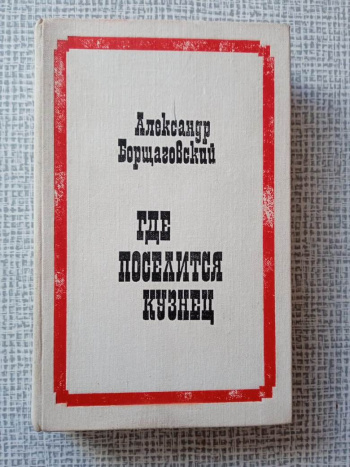 Александр
Борщаговский
ГДЕ
ПОСЕЛИТСЯ
КУЗНЕЦ